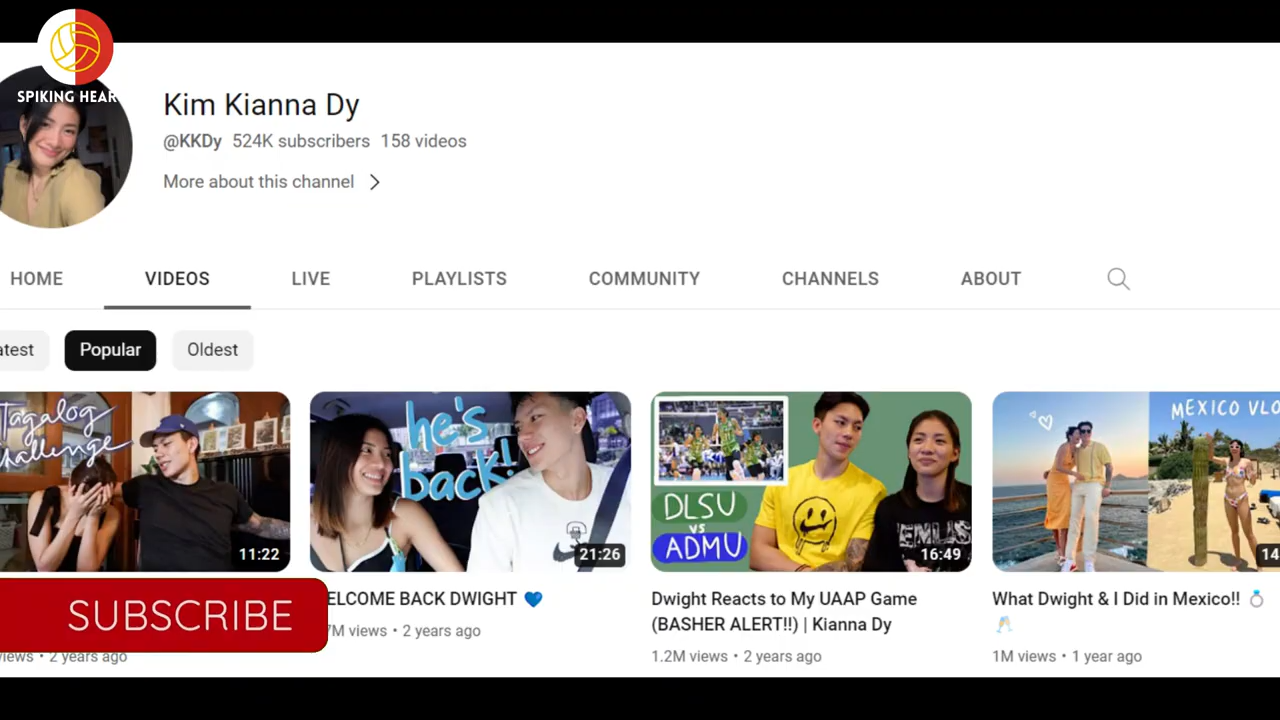 SPIKING HEAR
Kim Kianna Dy
@KKDy 524K subscribers 158 videos
More about this channel
HOME VIDEOS LIVE PLAYLISTS COMMUNITY CHANNELS ABOUT
atest Popular Oldest
Tagalog
challenge
11:22
he's
back!
21:26
DLSU
VS
ADMU
16:49
MEXICO VLO
14
SUBSCRIBE
ELCOME BACK DWIGHT 💙
7M views • 2 years ago
iews • 2 years ago
Dwight Reacts to My UAAP Game
(BASHER ALERT!!) | Kianna Dy
1.2M views • 2 years ago
What Dwight & I Did in Mexico!! 💍
🥂
1M views • 1 year ago